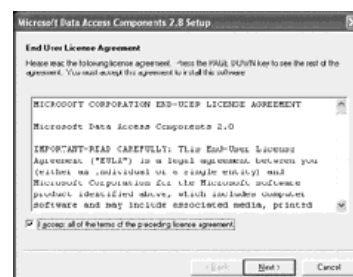 Microsoft Data Access Components 2.8 Setup
End User License Agreement
Please read the following license agreement. Press the PAGE DOWN key to see the rest of the
agreement. You must accept this agreement to install this software
MICROSOFT CORPORATION END-USER LICENSE AGREEMENT
Microsoft Data Access Components 2.0
IMPORTANT-READ CAREFULLY: This End-User License
Agreement ("EULA") is a legal agreement between you
(either an individual or a single entity) and
Microsoft Corporation for the Microsoft software
product identified above, which includes computer
software and may include associated media, printed
I accept all of the terms of the preceding license agreement.
< Back
Next >
Cancel